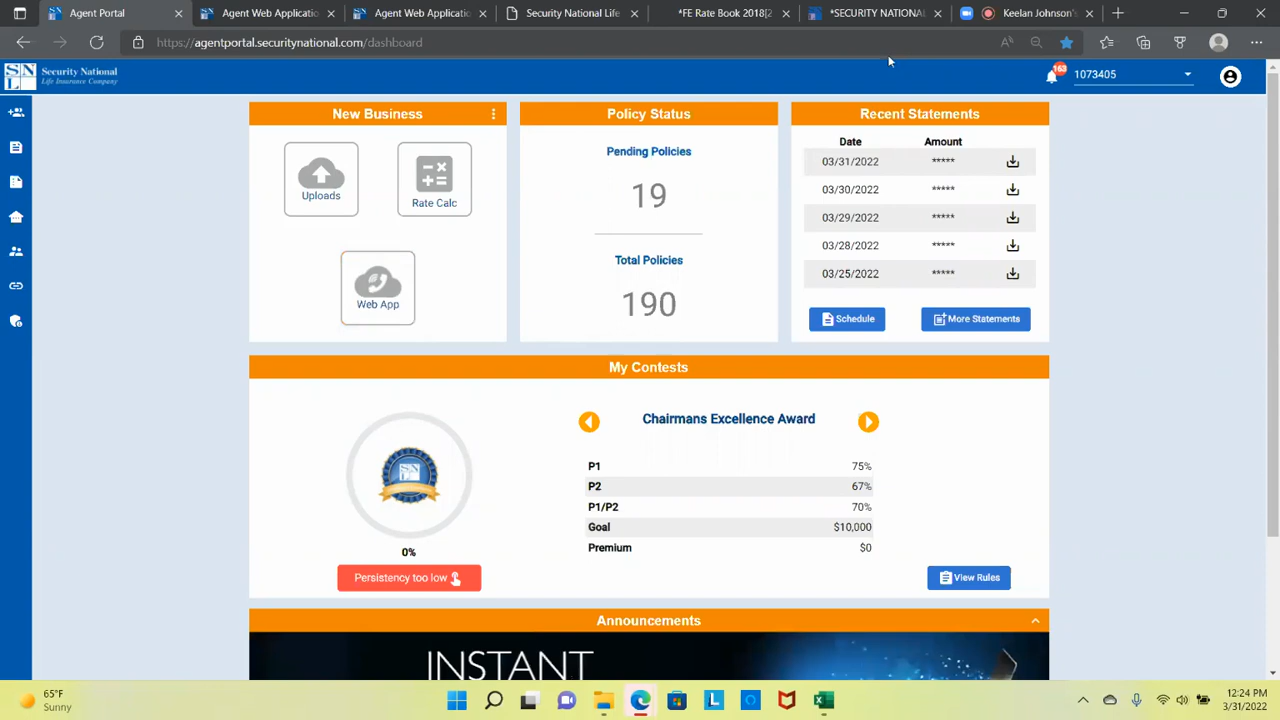 Agent Portal
Agent Web Applicatio
Agent Web Applicatio
Security National Life
*FE Rate Book 2018[2
*SECURITY NATIONAL
Keelan Johnson's
https://agentportal.securitynational.com/dashboard
SNL
Security National
Life Insurance Company
163
1073405
New Business
Uploads
Rate Calc
Web App
Policy Status
Pending Policies
19
Total Policies
190
Recent Statements
Date Amount
03/31/2022 *****
03/30/2022 *****
03/29/2022 *****
03/28/2022 *****
03/25/2022 *****
Schedule
More Statements
My Contests
0%
Persistency too low
Chairmans Excellence Award
P1 75%
P2 67%
P1/P2 70%
Goal $10,000
Premium $0
View Rules
Announcements
INSTANT
65°F
Sunny
12:24 PM
3/31/2022